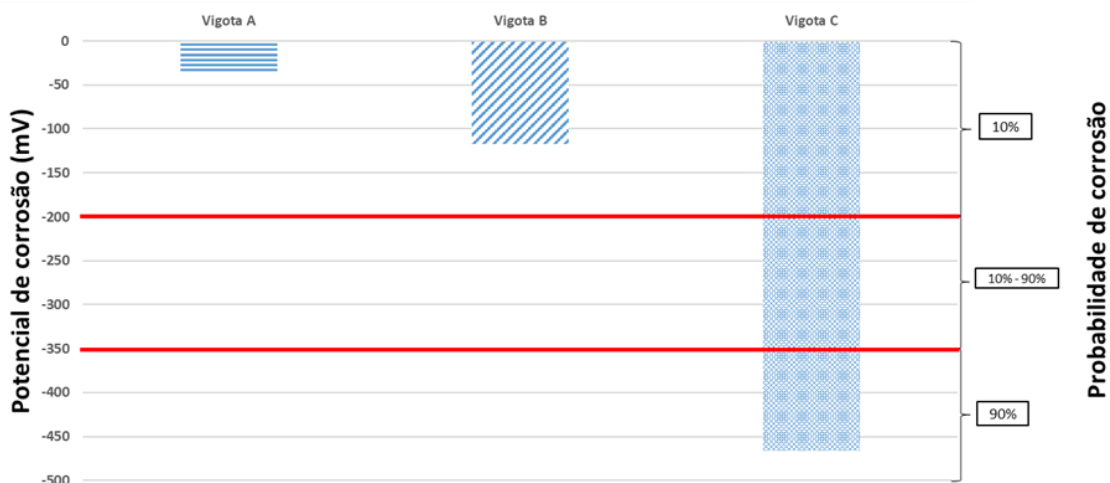 Vigota A
Vigota B
Vigota C
Potencial de corrosão (mV)
0
-50
-100
-150
-200
-250
-300
-350
-400
-450
-500
10%
10% - 90%
90%
Probabilidade de corrosão